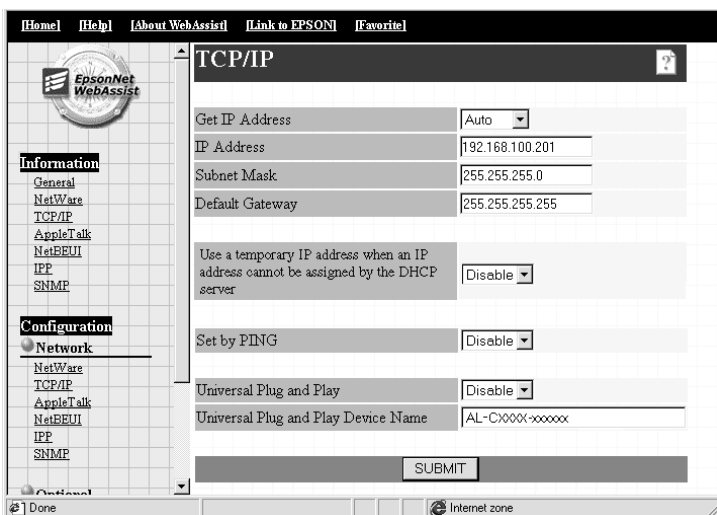 [Home] [Help] [About WebAssist] [Link to EPSON] [Favorite]
EpsonNet
WebAssist
Information
General
NetWare
TCP/IP
AppleTalk
NetBEUI
IPP
SNMP
Configuration
Network
NetWare
TCP/IP
AppleTalk
NetBEUI
IPP
SNMP
Optional
TCP/IP
?
Get IP Address Auto
IP Address 192.168.100.201
Subnet Mask 255.255.255.0
Default Gateway 255.255.255.255
Use a temporary IP address when an IP
address cannot be assigned by the DHCP
server
Disable
Set by PING Disable
Universal Plug and Play Disable
Universal Plug and Play Device Name AL-CXXXX-xxxxxx
SUBMIT
Done Internet zone